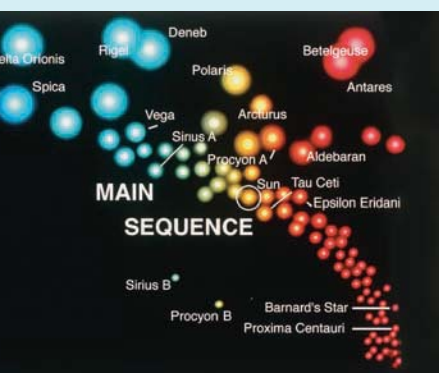 Deneb
Rigel
Betelgeuse
elta Orionis
Polaris
Spica
Antares
Vega
Arcturus
Sirius A
Procyon A
Aldebaran
Sun
Tau Ceti
MAIN
Epsilon Eridani
SEQUENCE
Sirius B
Barnard's Star
Procyon B
Proxima Centauri